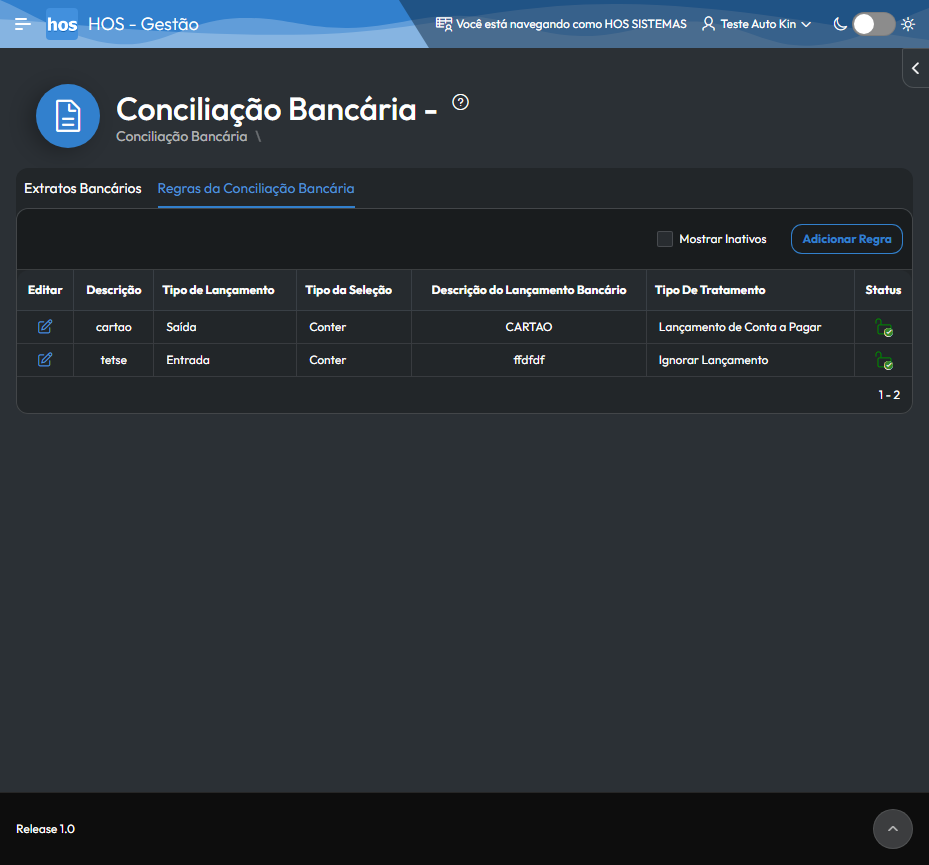 hos HOS - Gestão Você está navegando como HOS SISTEMAS Teste Auto Kin
Conciliação Bancária - ?
Conciliação Bancária \
Extratos Bancários Regras da Conciliação Bancária
Mostrar Inativos Adicionar Regra
Editar Descrição Tipo de Lançamento Tipo da Seleção Descrição do Lançamento Bancário Tipo De Tratamento Status
cartao Saída Conter CARTAO Lançamento de Conta a Pagar
tetse Entrada Conter ffdfdf Ignorar Lançamento
1 - 2
Release 1.0